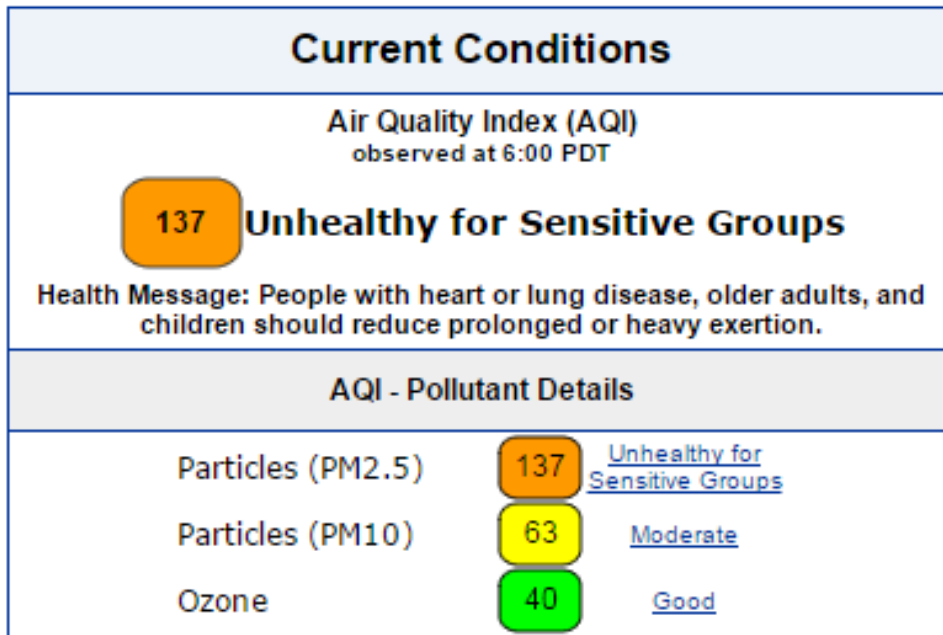 Current Conditions
Air Quality Index (AQI)
observed at 6:00 PDT
137 Unhealthy for Sensitive Groups
Health Message: People with heart or lung disease, older adults, and
children should reduce prolonged or heavy exertion.
AQI - Pollutant Details
Particles (PM2.5) 137 Unhealthy for
Sensitive Groups
Particles (PM10) 63 Moderate
Ozone 40 Good